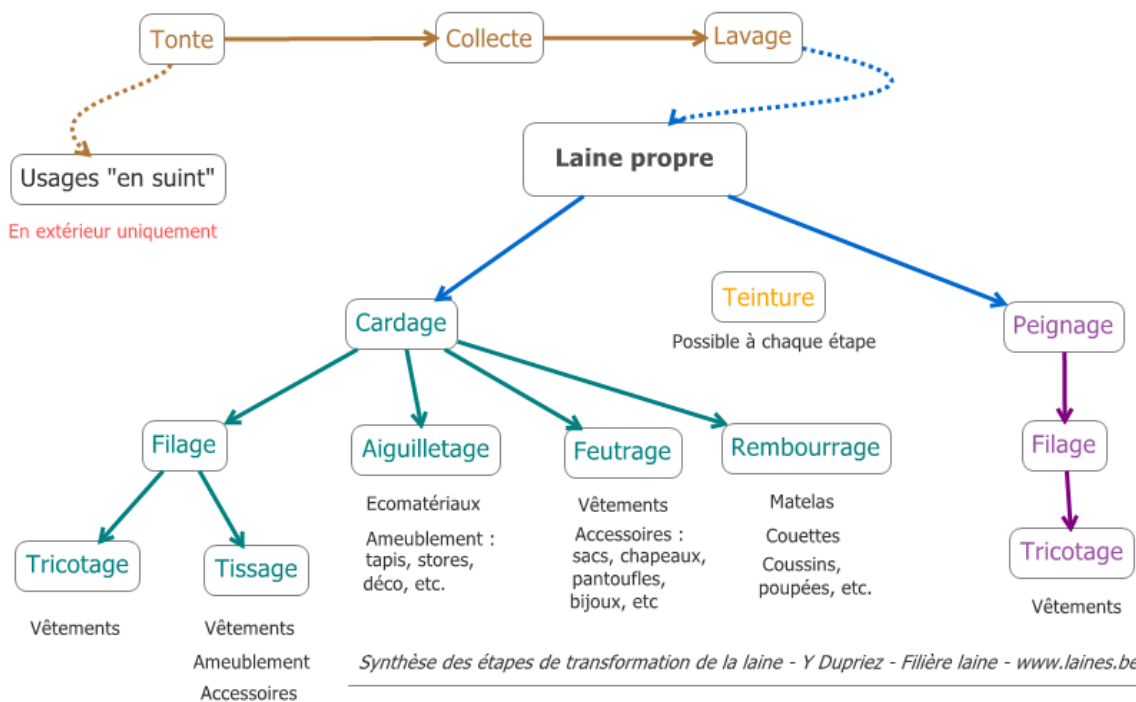 Tonte
Collecte
Lavage
Laine propre
Usages "en suint"
En extérieur uniquement
Teinture
Possible à chaque étape
Cardage
Peignage
Filage
Aiguilletage
Feutrage
Rembourrage
Filage
Ecomatériaux
Ameublement :
tapis, stores,
déco, etc.
Vêtements
Accessoires :
sacs, chapeaux,
pantoufles,
bijoux, etc
Matelas
Couettes
Coussins,
poupées, etc.
Tricotage
Tissage
Tricotage
Vêtements
Vêtements
Ameublement
Accessoires
Vêtements
Synthèse des étapes de transformation de la laine - Y Dupriez - Filière laine - www.laines.be